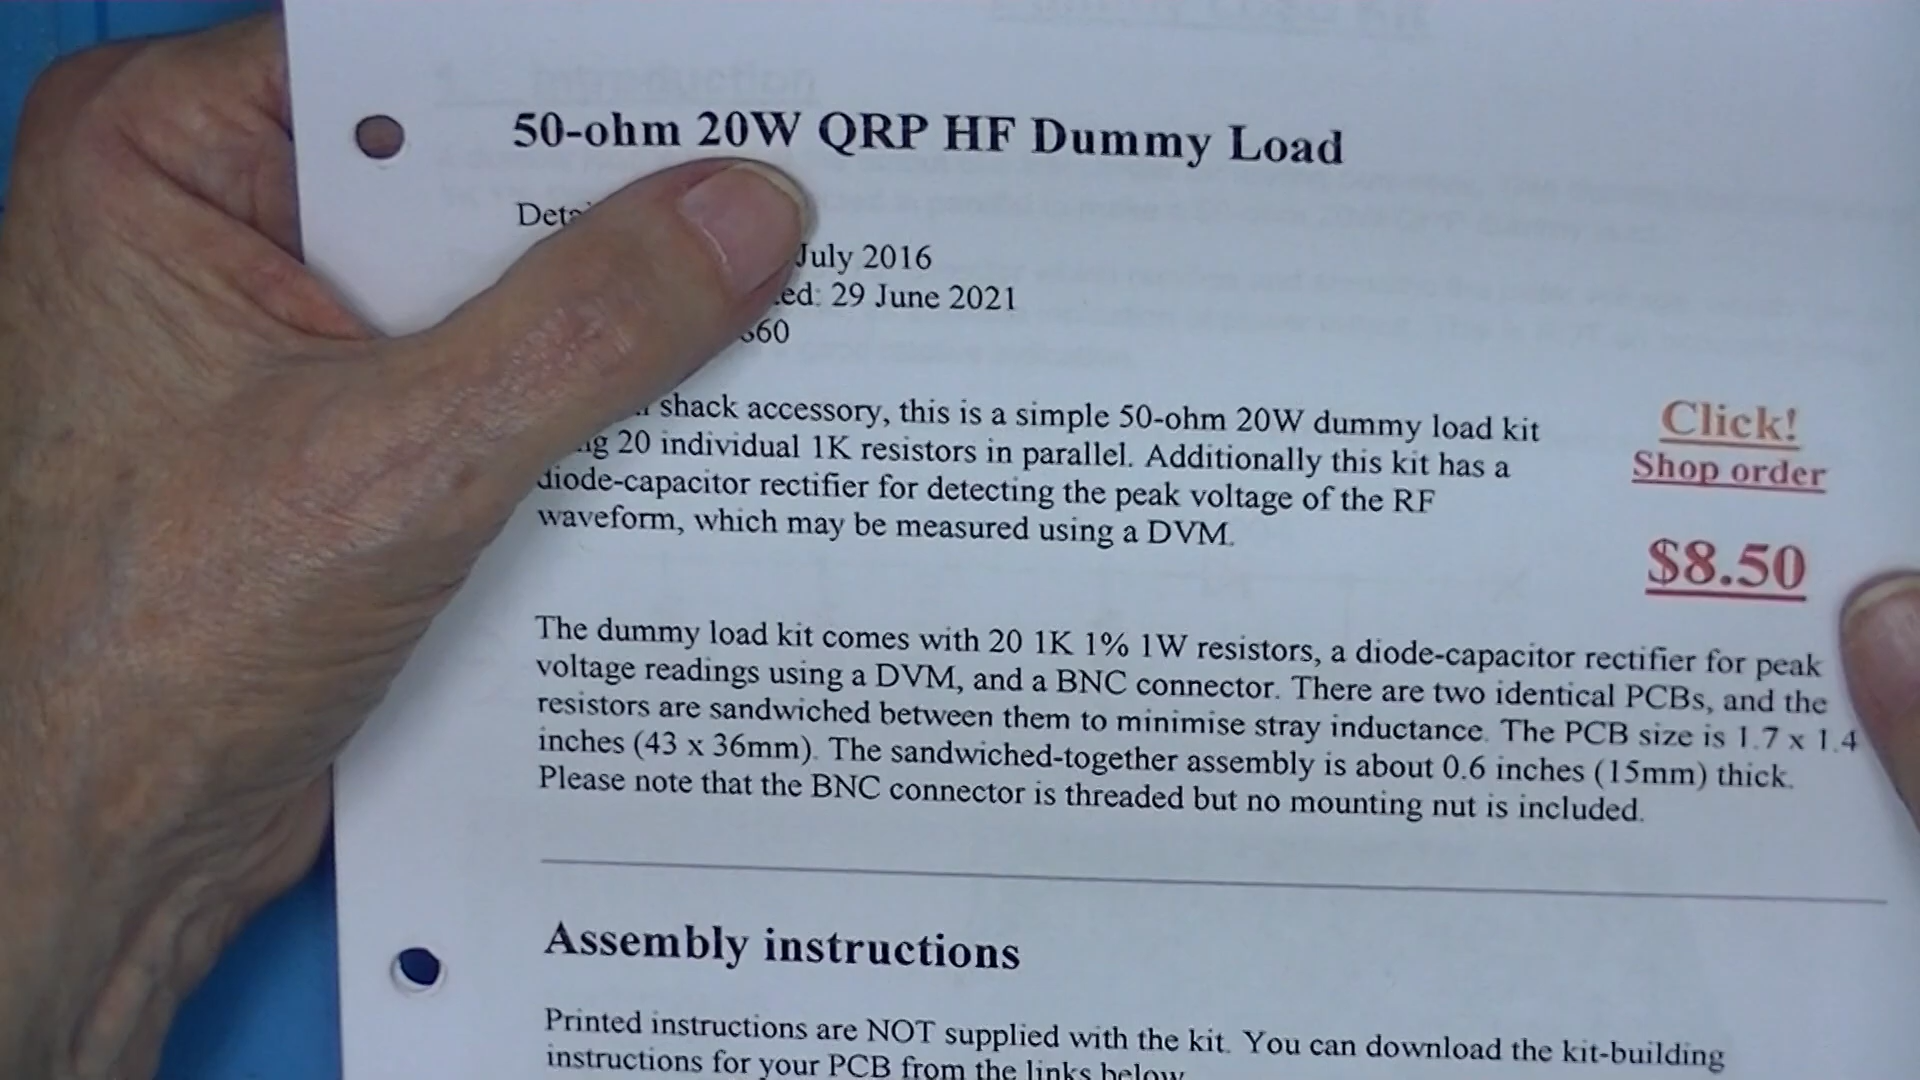 50-ohm 20W QRP HF Dummy Load
July 2016
29 June 2021
shack accessory, this is a simple 50-ohm 20W dummy load kit
20 individual 1K resistors in parallel. Additionally this kit has a
diode-capacitor rectifier for detecting the peak voltage of the RF
waveform, which may be measured using a DVM.
Click!
Shop order
$8.50
The dummy load kit comes with 20 1K 1% 1W resistors, a diode-capacitor rectifier for peak
voltage readings using a DVM, and a BNC connector. There are two identical PCBs, and the
resistors are sandwiched between them to minimise stray inductance. The PCB size is 1.7 x 1.4
inches (43 x 36mm). The sandwiched-together assembly is about 0.6 inches (15mm) thick.
Please note that the BNC connector is threaded but no mounting nut is included.
Assembly instructions
Printed instructions are NOT supplied with the kit. You can download the kit-building
instructions for your PCB from the links below.